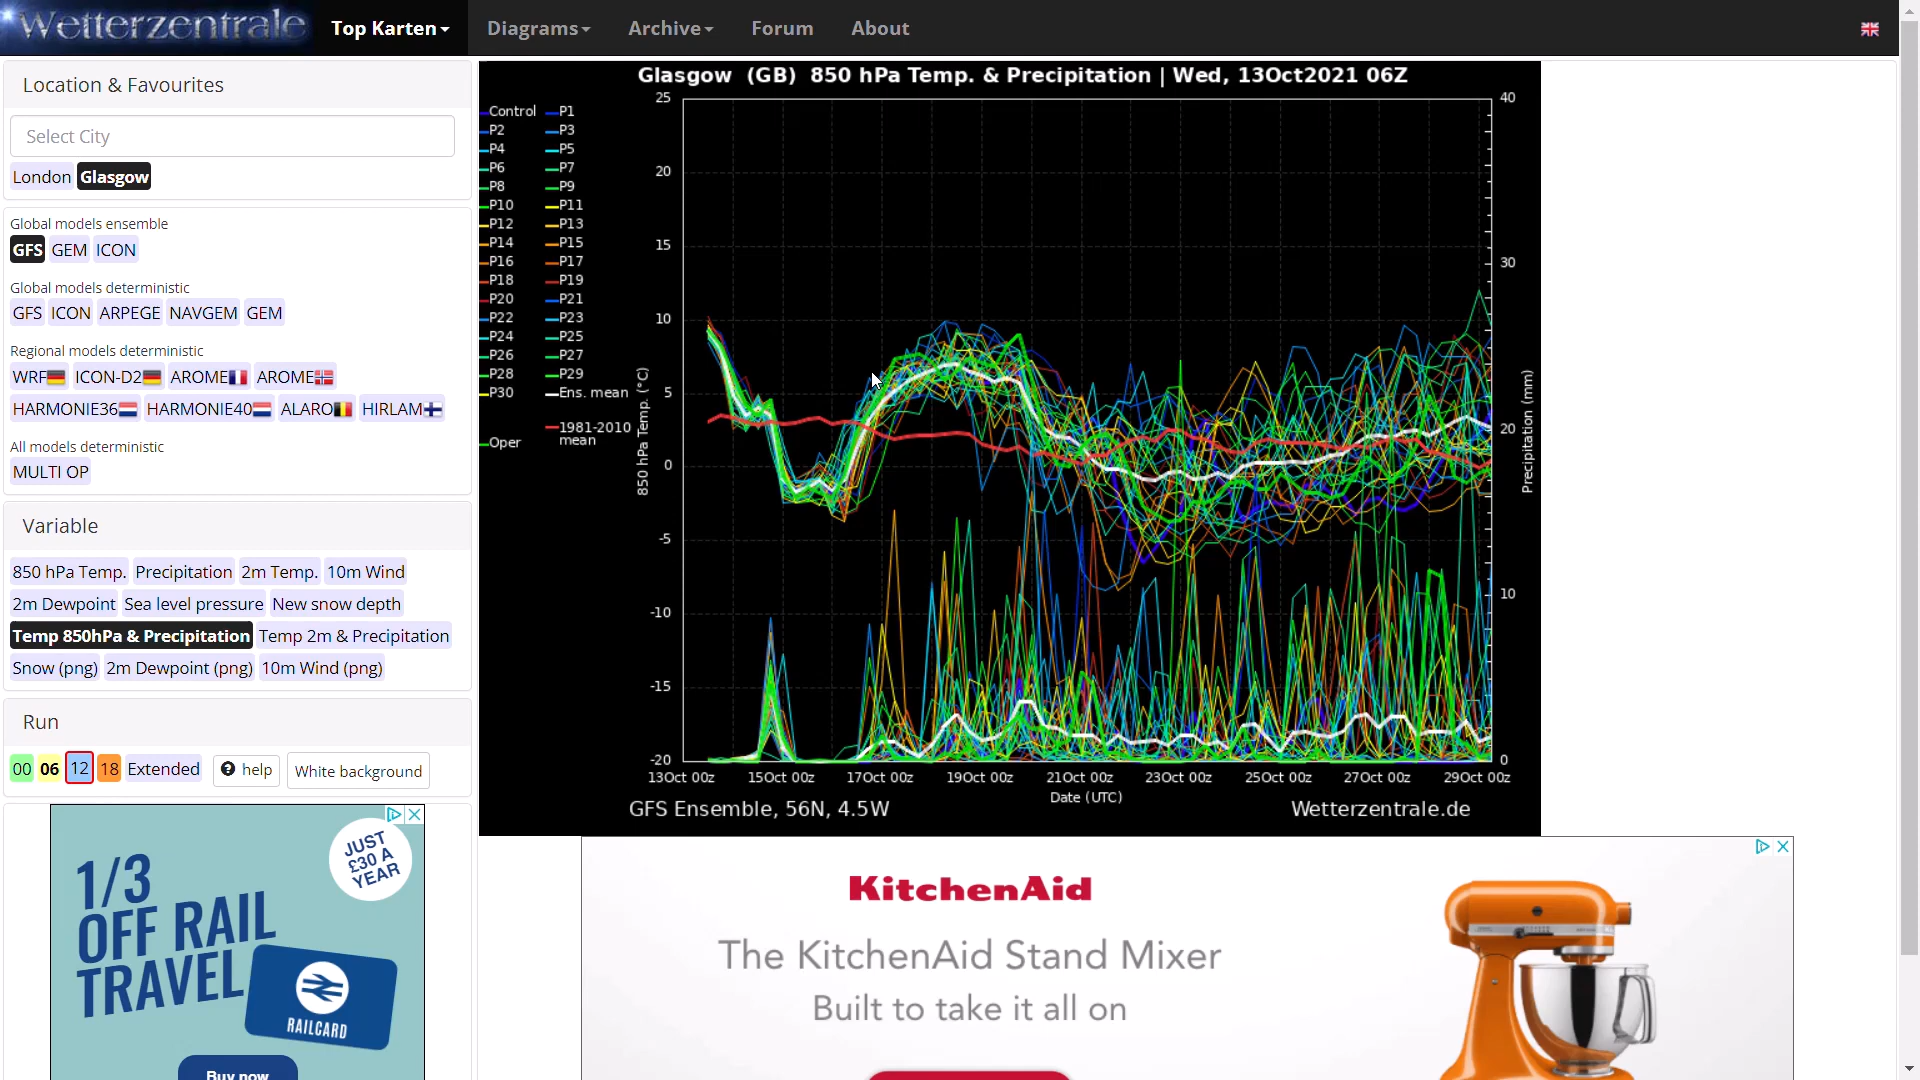 Wetterzentrale
Top Karten
Diagrams
Archive
Forum
About
Location & Favourites
Select City
London Glasgow
Global models ensemble
GFS GEM ICON
Global models deterministic
GFS ICON ARPEGE NAVGEM GEM
Regional models deterministic
WRF ICON-D2 AROME AROME
HARMONIE36 HARMONIE40 ALARO HIRLAM
All models deterministic
MULTI OP
Variable
850 hPa Temp. Precipitation 2m Temp. 10m Wind
2m Dewpoint Sea level pressure New snow depth
Temp 850hPa & Precipitation Temp 2m & Precipitation
Snow (png) 2m Dewpoint (png) 10m Wind (png)
Run
00 06 12 18 Extended help White background
1/3
OFF RAIL
TRAVEL
JUST
£30 A
YEAR
RAILCARD
Buy now
Glasgow (GB) 850 hPa Temp. & Precipitation | Wed, 13Oct2021 06Z
Control P1
P2 P3
P4 P5
P6 P7
P8 P9
P10 P11
P12 P13
P14 P15
P16 P17
P18 P19
P20 P21
P22 P23
P24 P25
P26 P27
P28 P29
P30 Ens. mean
1981-2010
mean
Oper
850 hPa Temp. (°C)
25
20
15
10
5
0
-5
-10
-15
-20
40
30
20
10
0
Precipitation (mm)
13Oct 00z 15Oct 00z 17Oct 00z 19Oct 00z 21Oct 00z 23Oct 00z 25Oct 00z 27Oct 00z 29Oct 00z
Date (UTC)
GFS Ensemble, 56N, 4.5W
Wetterzentrale.de
KitchenAid
The KitchenAid Stand Mixer
Built to take it all on